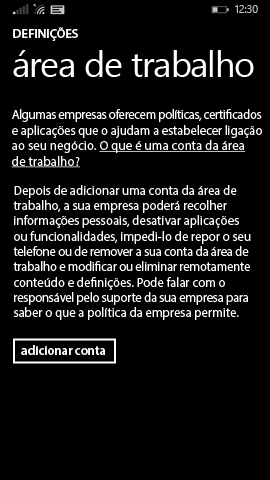 12:30
DEFINIÇÕES
área de trabalho
Algumas empresas oferecem políticas, certificados
e aplicações que o ajudam a estabelecer ligação
ao seu negócio. O que é uma conta da área
de trabalho?
Depois de adicionar uma conta da área de
trabalho, a sua empresa poderá recolher
informações pessoais, desativar aplicações
ou funcionalidades, impedi-lo de repor o seu
telefone ou de remover a sua conta da área de
trabalho e modificar ou eliminar remotamente
conteúdo e definições. Pode falar com o
responsável pelo suporte da sua empresa para
saber o que a política da empresa permite.
adicionar conta